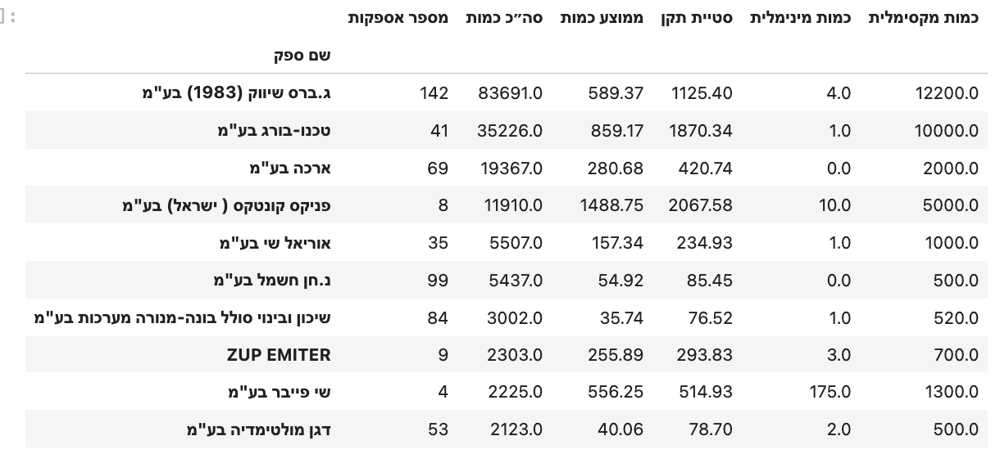 ]:
מספר אספקות סה״כ כמות ממוצע כמות סטיית תקן כמות מינימלית כמות מקסימלית
שם ספק
ג.ברס שיווק (1983) בע"מ 142 83691.0 589.37 1125.40 4.0 12200.0
טכנו-בורג בע"מ 41 35226.0 859.17 1870.34 1.0 10000.0
ארכה בע"מ 69 19367.0 280.68 420.74 0.0 2000.0
פניקס קונטקס ( ישראל) בע"מ 8 11910.0 1488.75 2067.58 10.0 5000.0
אוריאל שי בע"מ 35 5507.0 157.34 234.93 1.0 1000.0
נ.חן חשמל בע"מ 99 5437.0 54.92 85.45 0.0 500.0
שיכון ובינוי סולל בונה-מנורה מערכות בע"מ 84 3002.0 35.74 76.52 1.0 520.0
ZUP EMITER 9 2303.0 255.89 293.83 3.0 700.0
שי פייבר בע"מ 4 2225.0 556.25 514.93 175.0 1300.0
דגן מולטימדיה בע"מ 53 2123.0 40.06 78.70 2.0 500.0